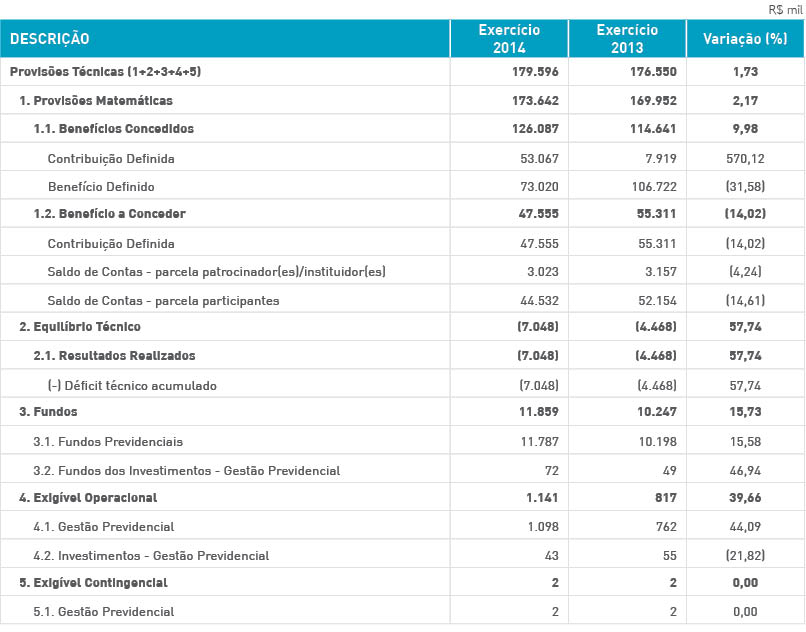 R$ mil
DESCRIÇÃO Exercício 2014 Exercício 2013 Variação (%)
Provisões Técnicas (1+2+3+4+5) 179.596 176.550 1,73
1. Provisões Matemáticas 173.642 169.952 2,17
1.1. Benefícios Concedidos 126.087 114.641 9,98
Contribuição Definida 53.067 7.919 570,12
Benefício Definido 73.020 106.722 (31,58)
1.2. Benefício a Conceder 47.555 55.311 (14,02)
Contribuição Definida 47.555 55.311 (14,02)
Saldo de Contas - parcela patrocinador(es)/instituidor(es) 3.023 3.157 (4,24)
Saldo de Contas - parcela participantes 44.532 52.154 (14,61)
2. Equilíbrio Técnico (7.048) (4.468) 57,74
2.1. Resultados Realizados (7.048) (4.468) 57,74
(-) Déficit técnico acumulado (7.048) (4.468) 57,74
3. Fundos 11.859 10.247 15,73
3.1. Fundos Previdenciais 11.787 10.198 15,58
3.2. Fundos dos Investimentos - Gestão Previdencial 72 49 46,94
4. Exigível Operacional 1.141 817 39,66
4.1. Gestão Previdencial 1.098 762 44,09
4.2. Investimentos - Gestão Previdencial 43 55 (21,82)
5. Exigível Contingencial 2 2 0,00
5.1. Gestão Previdencial 2 2 0,00